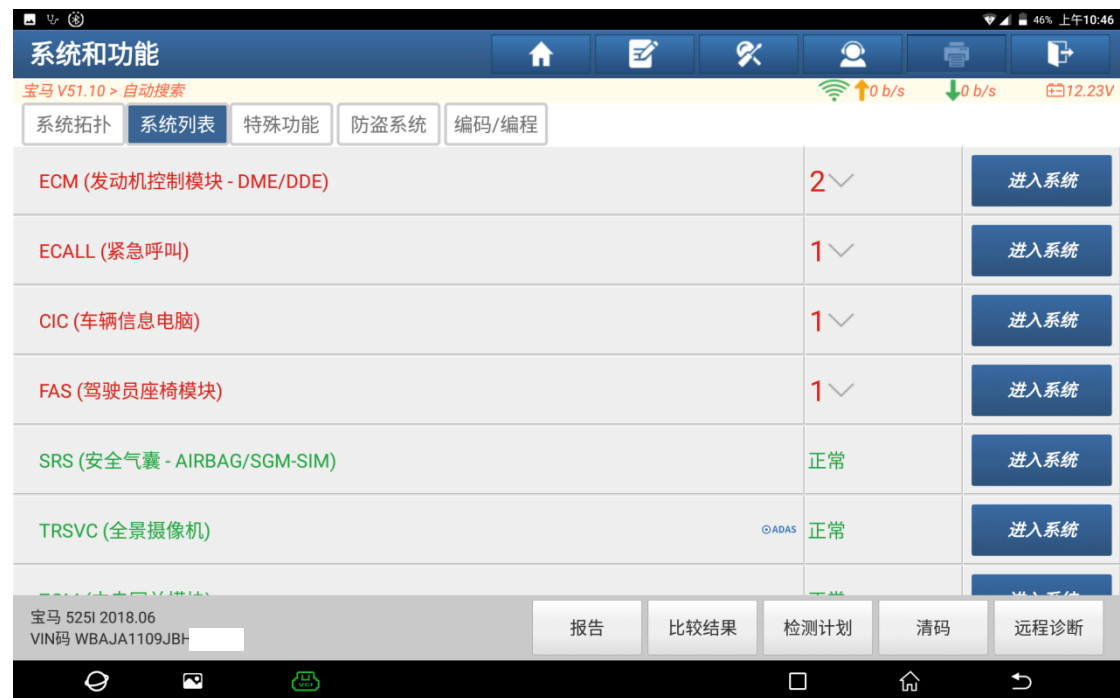 46% 上午10:46
系统和功能
宝马 V51.10 > 自动搜索 0 b/s 0 b/s 12.23V
系统拓扑 系统列表 特殊功能 防盗系统 编码/编程
ECM (发动机控制模块 - DME/DDE) 2 进入系统
ECALL (紧急呼叫) 1 进入系统
CIC (车辆信息电脑) 1 进入系统
FAS (驾驶员座椅模块) 1 进入系统
SRS (安全气囊 - AIRBAG/SGM-SIM) 正常 进入系统
TRSVC (全景摄像机) ADAS 正常 进入系统
宝马 525I 2018.06
VIN码 WBAJA1109JBH
报告 比较结果 检测计划 清码 远程诊断
VCI